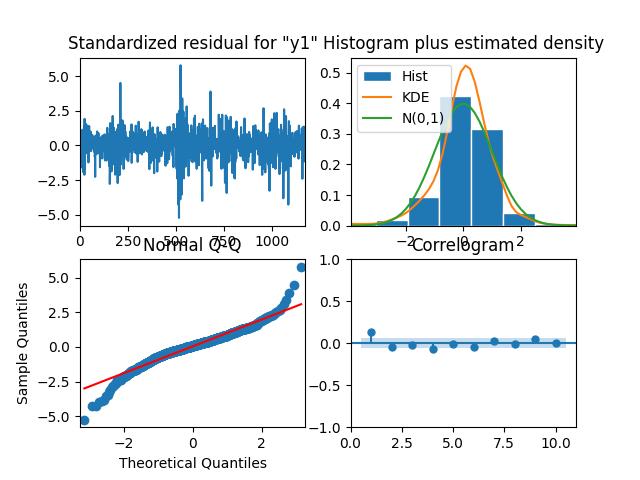 Standardized residual for "y1"
Histogram plus estimated density
5.0
2.5
0.0
−2.5
−5.0
0 250 500 750 1000
Hist
KDE
N(0,1)
0.5
0.4
0.3
0.2
0.1
0.0
−2 0 2
Normal Q-Q
Sample Quantiles
5.0
2.5
0.0
−2.5
−5.0
−2 0 2
Theoretical Quantiles
Correlogram
1.0
0.5
0.0
−0.5
−1.0
0.0 2.5 5.0 7.5 10.0